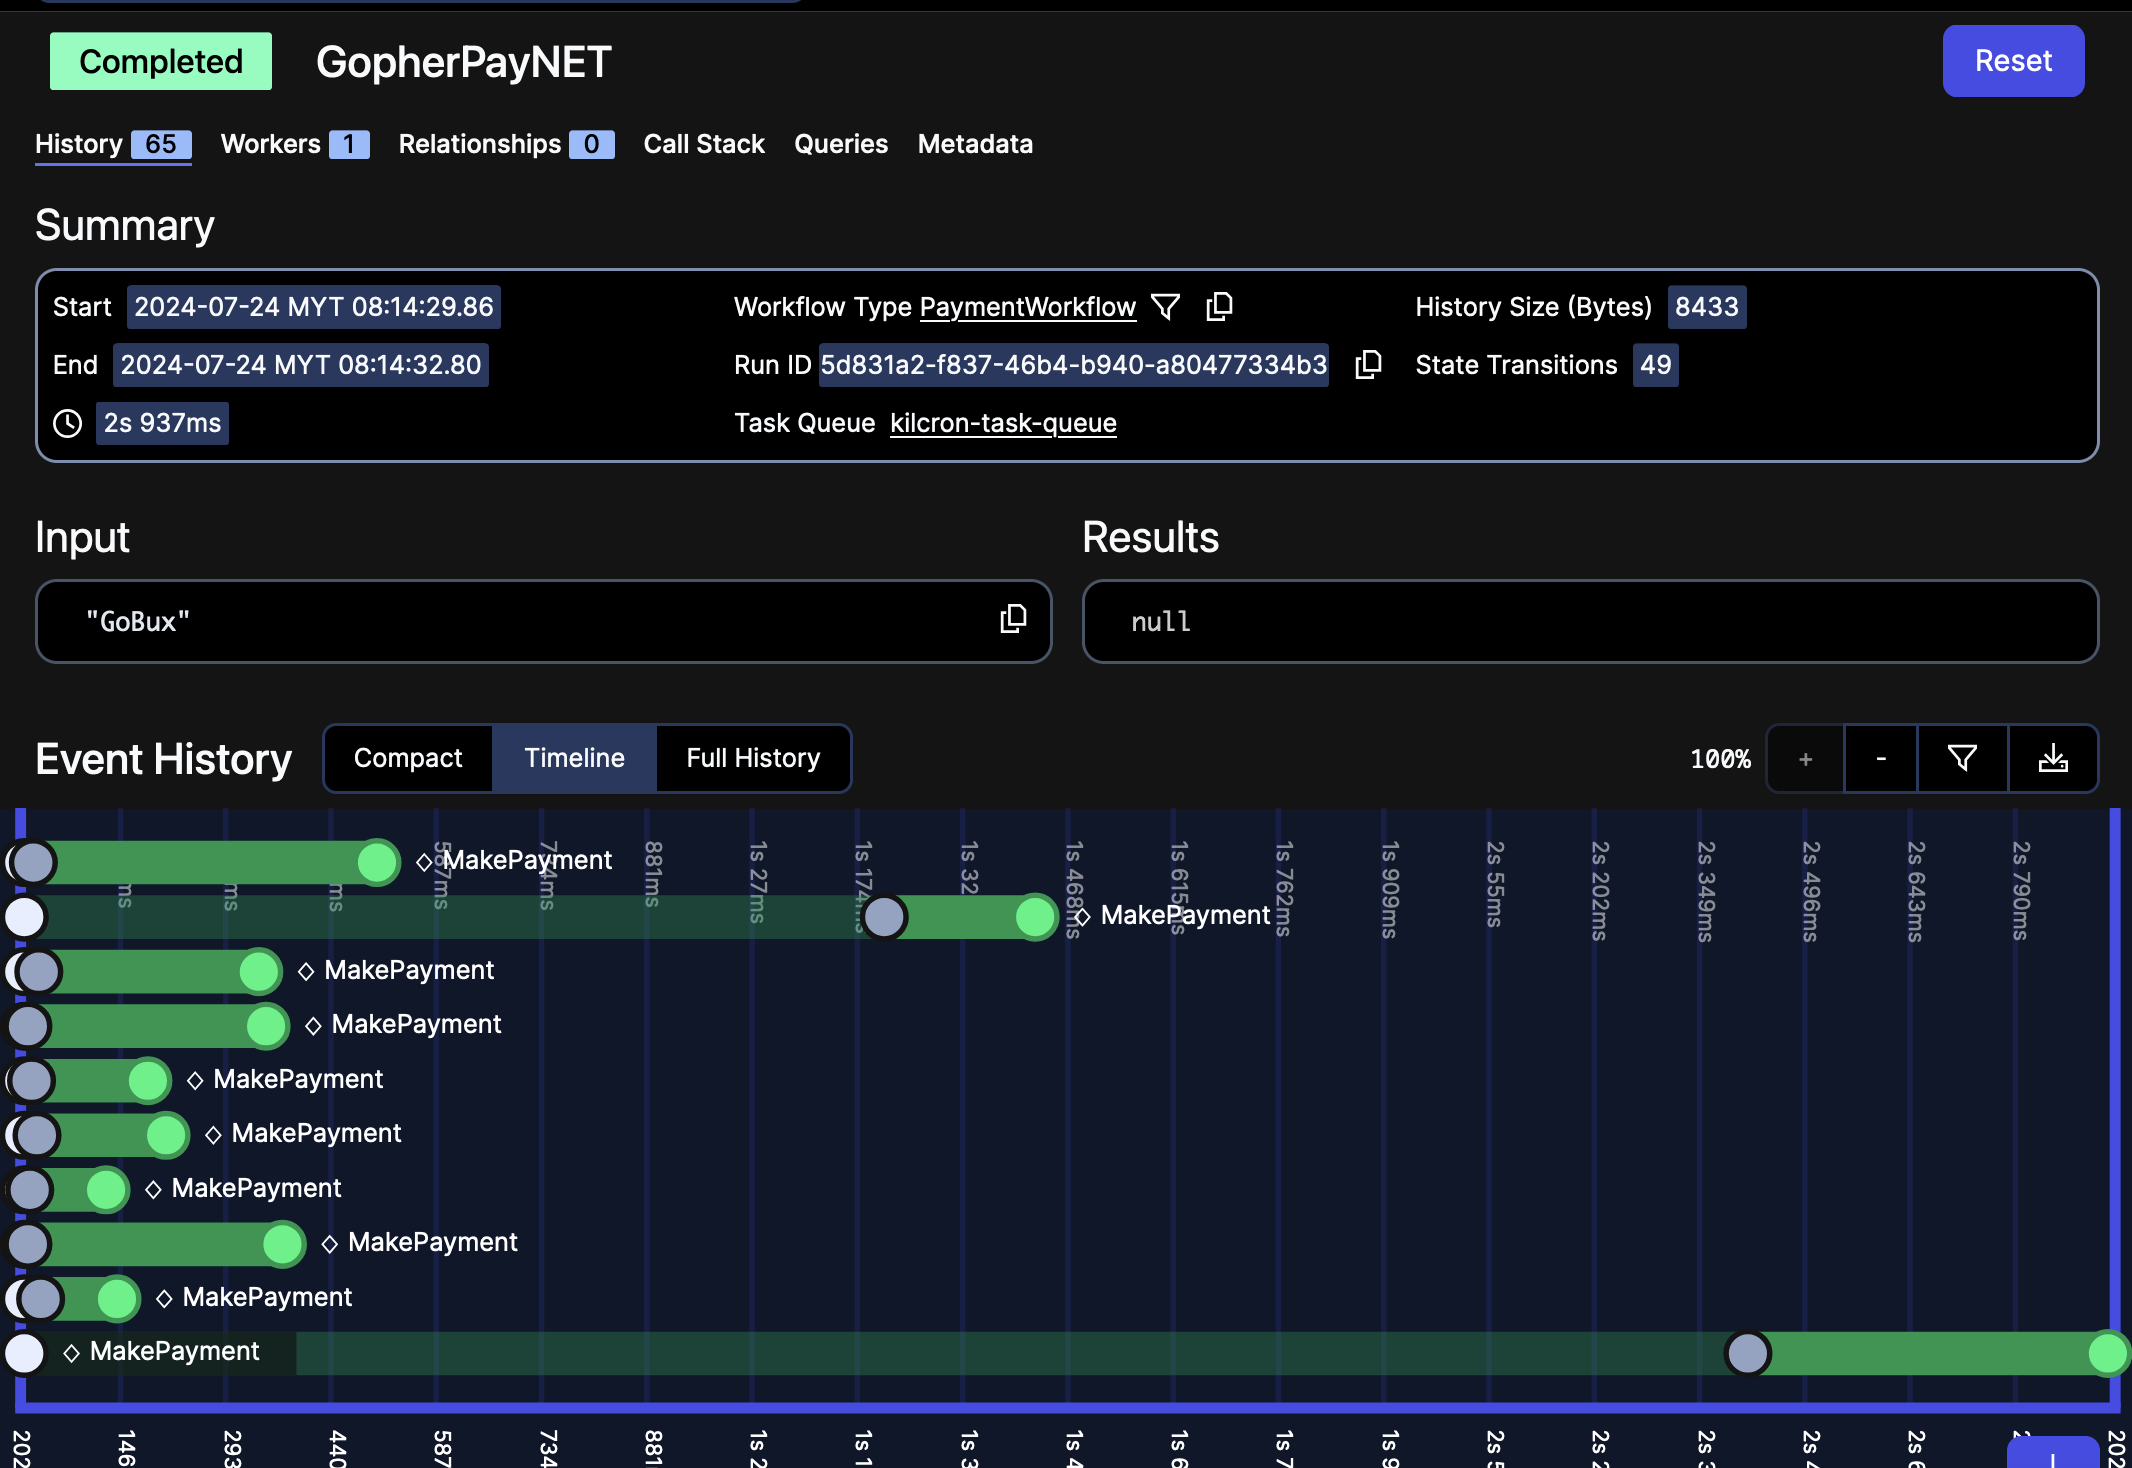 Completed
GopherPayNET
Reset
History 65 Workers 1 Relationships 0 Call Stack Queries Metadata
Summary
Start 2024-07-24 MYT 08:14:29.86
Workflow Type PaymentWorkflow
History Size (Bytes) 8433
End 2024-07-24 MYT 08:14:32.80
Run ID 5d831a2-f837-46b4-b940-a80477334b3
State Transitions 49
2s 937ms
Task Queue kilcron-task-queue
Input
Results
"GoBux"
null
Event History
Compact Timeline Full History
100% + -
MakePayment
MakePayment
MakePayment
MakePayment
MakePayment
MakePayment
MakePayment
MakePayment
MakePayment
MakePayment
ms
ms
ms
587ms
734ms
881ms
1s 27ms
1s 174ms
1s 32
1s 468ms
1s 615ms
1s 762ms
1s 909ms
2s 55ms
2s 202ms
2s 349ms
2s 496ms
2s 643ms
2s 790ms
202
146
293
440
587
734
881
1s 2
1s 1
1s 3
1s 4
1s 6
1s 7
1s 9
2s 5
2s 2
2s 3
2s 4
2s 6
202